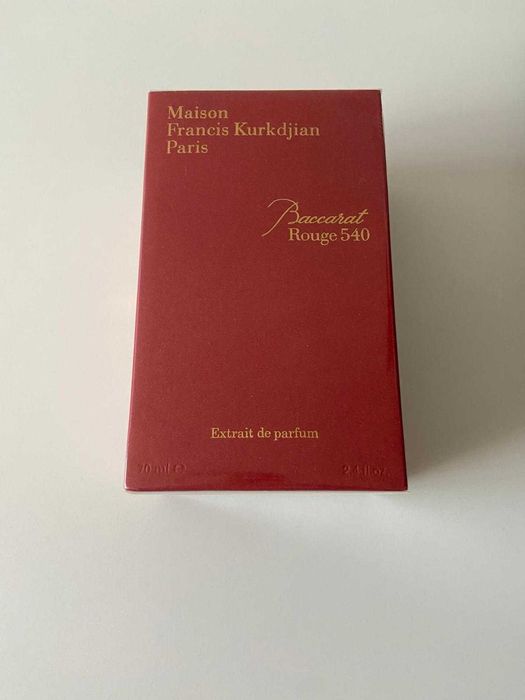 Maison
Francis Kurkdjian
Paris
Baccarat
Rouge 540
Extrait de parfum
70 ml ℮ 2.4 fl.oz.